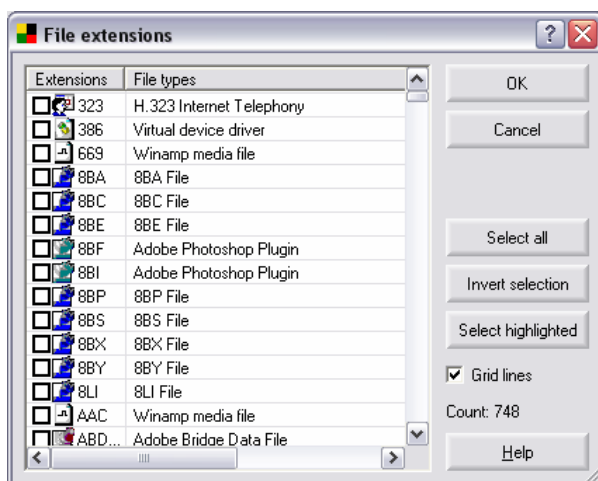 File extensions
Extensions File types
323 H.323 Internet Telephony
386 Virtual device driver
669 Winamp media file
8BA 8BA File
8BC 8BC File
8BE 8BE File
8BF Adobe Photoshop Plugin
8BI Adobe Photoshop Plugin
8BP 8BP File
8BS 8BS File
8BX 8BX File
8BY 8BY File
8LI 8LI File
AAC Winamp media file
ABD... Adobe Bridge Data File
OK
Cancel
Select all
Invert selection
Select highlighted
Grid lines
Count: 748
Help